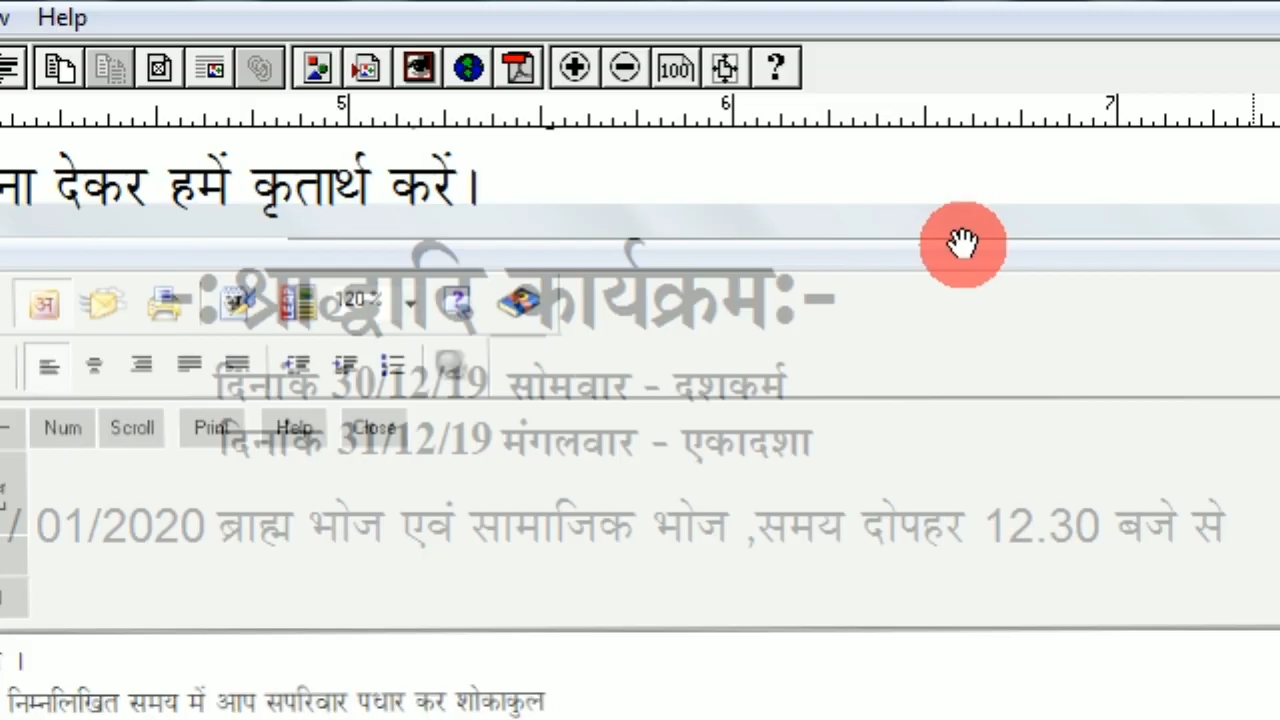 Help
100
5 6 7
ना देकर हमें कृतार्थ करें।
-:श्राद्धादि कार्यक्रम:-
120 %
दिनांक 30/12/19 सोमवार - दशकर्म
Num Scroll Print Help Close
दिनांक 31/12/19 मंगलवार - एकादशा
/ 01/2020 ब्राह्म भोज एवं सामाजिक भोज ,समय दोपहर 12.30 बजे से
।
निम्नलिखित समय में आप सपरिवार पधार कर शोकाकुल